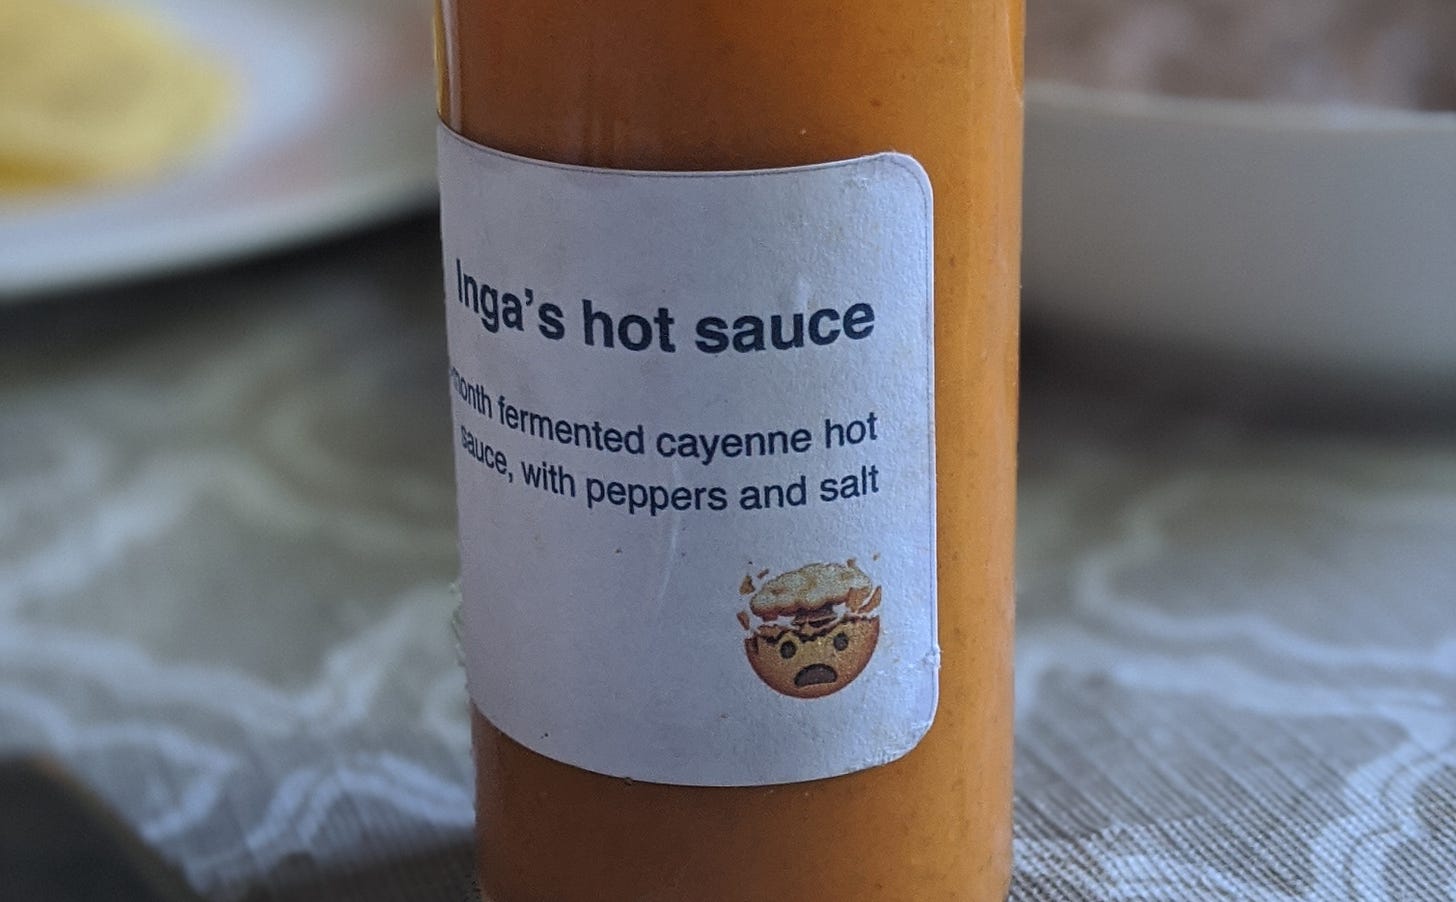 Inga's hot sauce
-month fermented cayenne hot
sauce, with peppers and salt